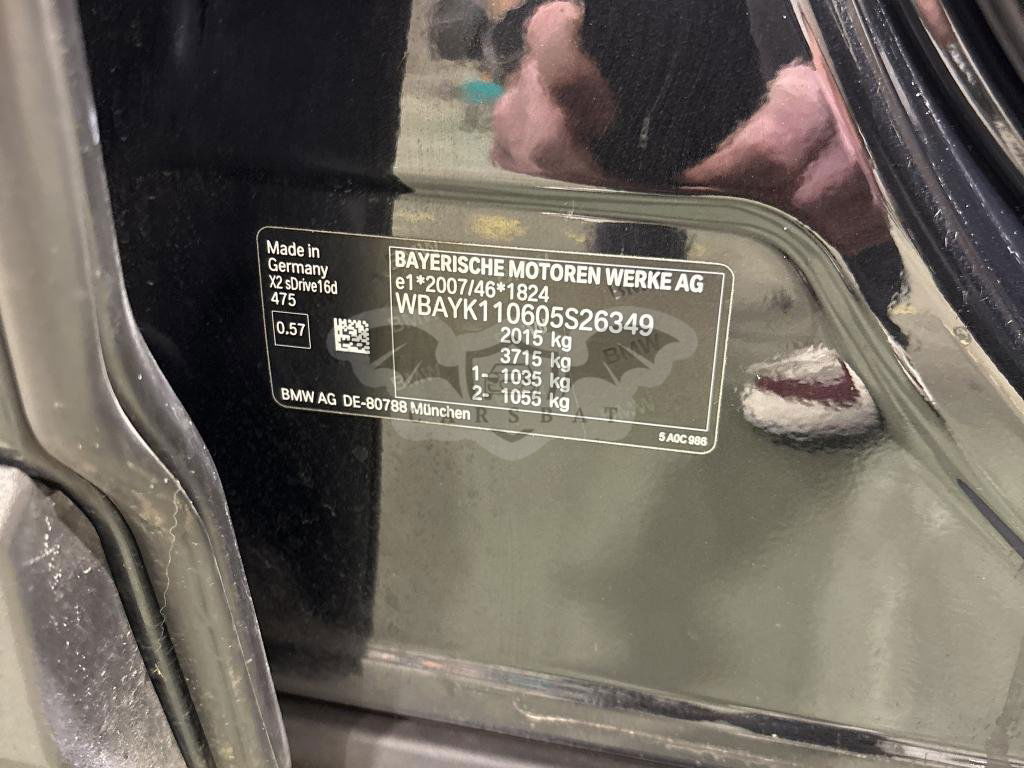 Made in
Germany
X2 sDrive16d
475
0.57
BMW AG DE-80788 München
BAYERISCHE MOTOREN WERKE AG
e1*2007/46*1824
WBAYK110605S26349
2015 kg
3715 kg
1- 1035 kg
2- 1055 kg
5 A0C 986
CARSBAT